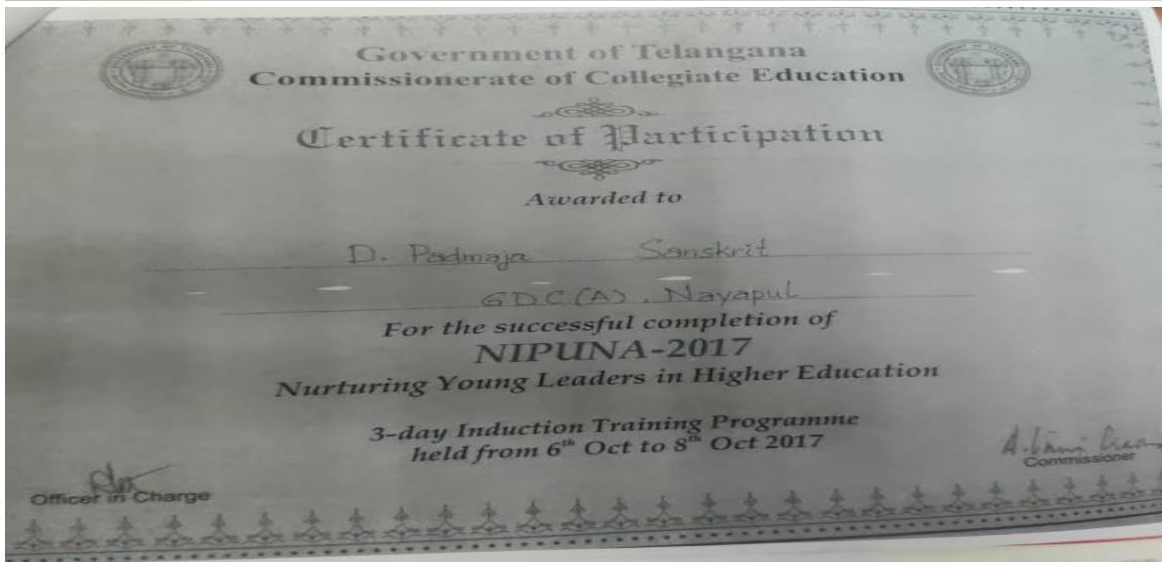 Government of Telangana
Commissionerate of Collegiate Education
Certificate of Participation
Awarded to
D. Padmaja Sanskrit
GDC (A), Nayapul
For the successful completion of
NIPUNA-2017
Nurturing Young Leaders in Higher Education
3-day Induction Training Programme
held from 6th Oct to 8th Oct 2017
Officer in Charge
Commissioner